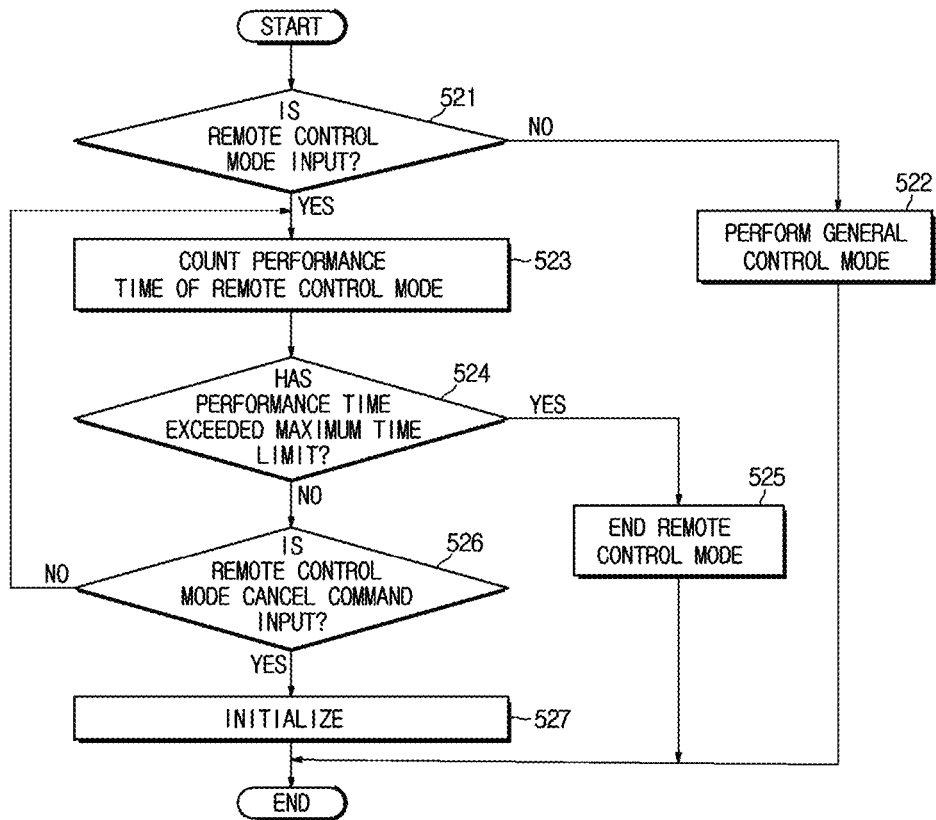 START
IS
REMOTE CONTROL
MODE INPUT?
521
NO
YES
522
PERFORM GENERAL
CONTROL MODE
COUNT PERFORMANCE
TIME OF REMOTE CONTROL MODE
523
HAS
PERFORMANCE TIME
EXCEEDED MAXIMUM TIME
LIMIT?
524
YES
NO
525
END REMOTE
CONTROL MODE
IS
REMOTE CONTROL
MODE CANCEL COMMAND
INPUT?
526
NO
YES
INITIALIZE
527
END